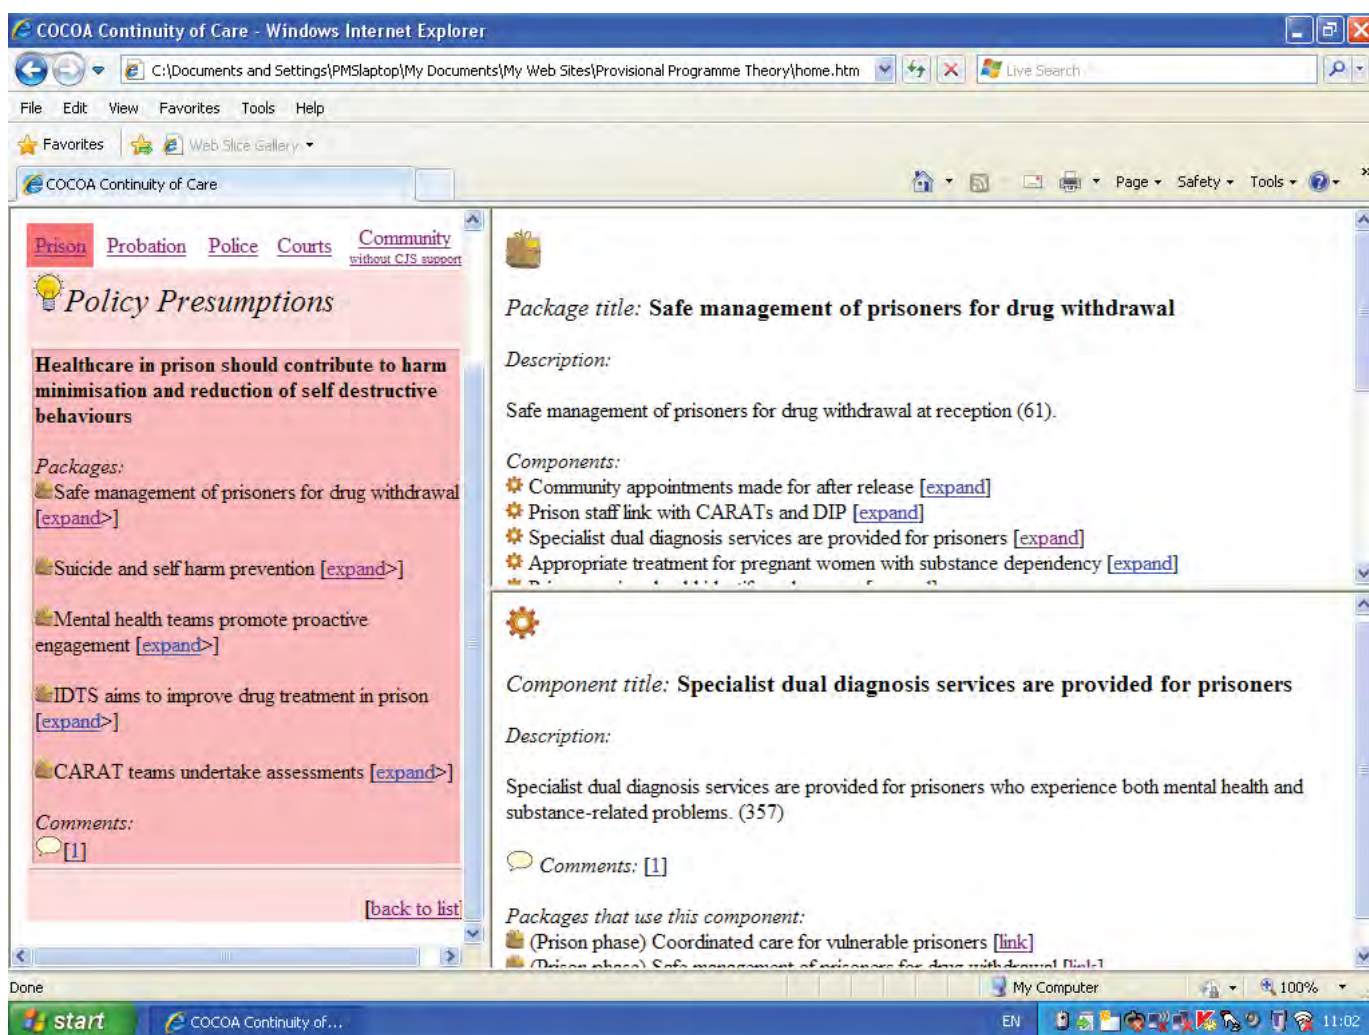 COCOA Continuity of Care - Windows Internet Explorer
C:\Documents and Settings\PMSlaptop\My Documents\My Web Sites\Provisional Programme Theory\home.htm
Live Search
File Edit View Favorites Tools Help
Favorites
Web Slice Gallery
COCOA Continuity of Care
Page Safety Tools
Prison Probation Police Courts Community
without CJS support
Policy Presumptions
Healthcare in prison should contribute to harm
minimisation and reduction of self destructive
behaviours
Packages:
Safe management of prisoners for drug withdrawal
[expand>]
Suicide and self harm prevention [expand>]
Mental health teams promote proactive
engagement [expand>]
IDTS aims to improve drug treatment in prison
[expand>]
CARAT teams undertake assessments [expand>]
Comments:
[1]
[back to list]
Package title: Safe management of prisoners for drug withdrawal
Description:
Safe management of prisoners for drug withdrawal at reception (61).
Components:
Community appointments made for after release [expand]
Prison staff link with CARATs and DIP [expand]
Specialist dual diagnosis services are provided for prisoners [expand]
Appropriate treatment for pregnant women with substance dependency [expand]
Component title: Specialist dual diagnosis services are provided for prisoners
Description:
Specialist dual diagnosis services are provided for prisoners who experience both mental health and
substance-related problems. (357)
Comments: [1]
Packages that use this component:
(Prison phase) Coordinated care for vulnerable prisoners [link]
(Prison phase) Safe management of prisoners for drug withdrawal [link]
Done
My Computer
100%
start
COCOA Continuity of...
EN
11:02